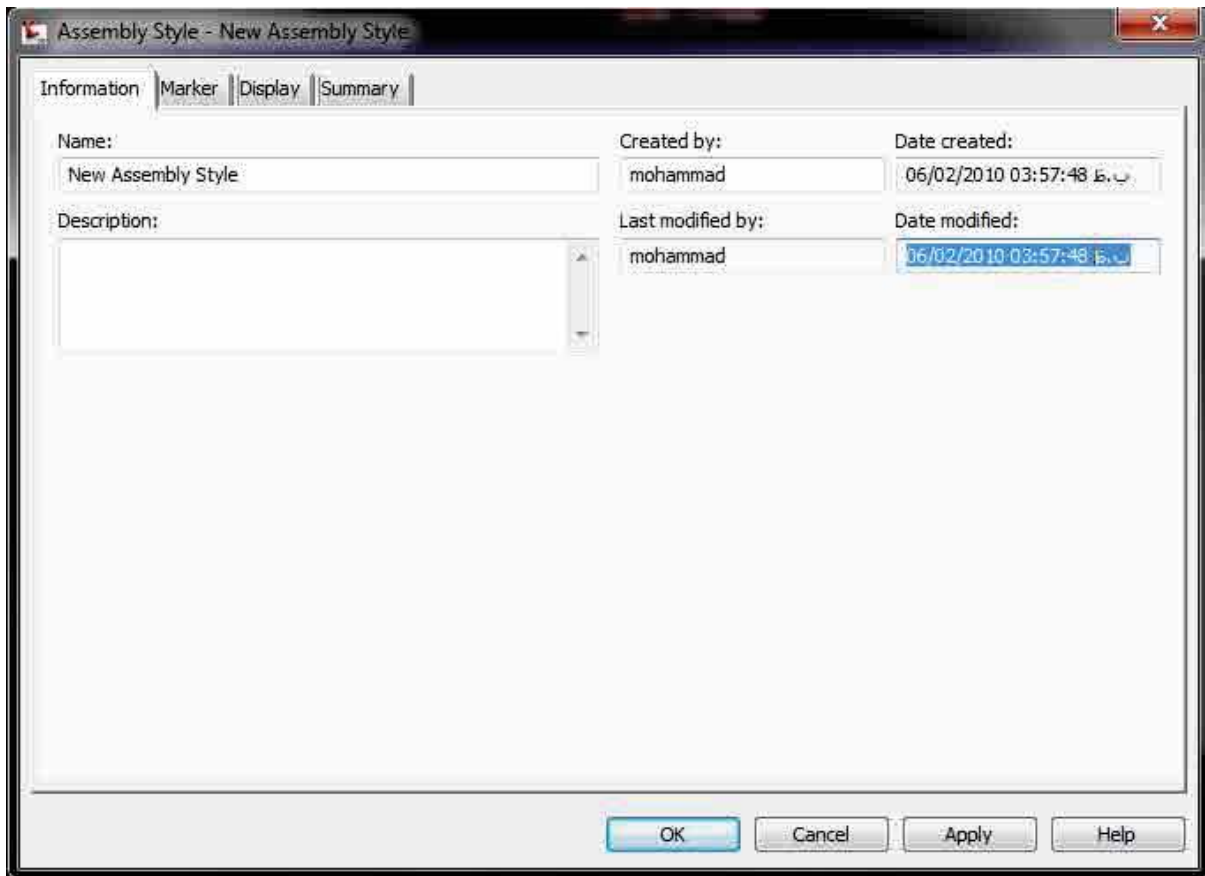 Assembly Style - New Assembly Style
Information Marker Display Summary
Name: Created by: Date created:
New Assembly Style mohammad 06/02/2010 03:57:48 ب.ظ
Description: Last modified by: Date modified:
mohammad 06/02/2010 03:57:48 ب.ظ
OK Cancel Apply Help